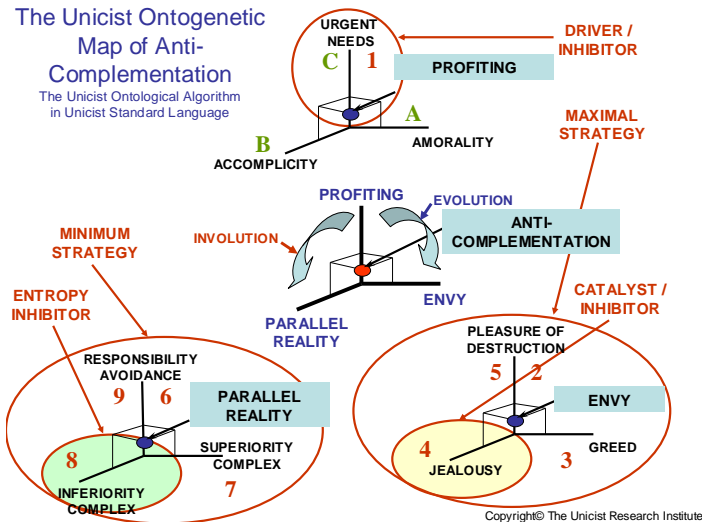 The Unicist Ontogenetic
Map of Anti-
Complementation
The Unicist Ontological Algorithm
in Unicist Standard Language
URGENT
NEEDS
C
1
DRIVER /
INHIBITOR
PROFITING
A
B
AMORALITY
ACCOMPLICITY
MAXIMAL
STRATEGY
PROFITING
EVOLUTION
MINIMUM
STRATEGY
INVOLUTION
ANTI-
COMPLEMENTATION
ENTROPY
INHIBITOR
ENVY
CATALYST /
INHIBITOR
PARALLEL
REALITY
RESPONSIBILITY
AVOIDANCE
9
6
PARALLEL
REALITY
8
SUPERIORITY
COMPLEX
7
INFERIORITY
COMPLEX
PLEASURE OF
DESTRUCTION
5
2
ENVY
4
GREED
3
JEALOUSY
Copyright© The Unicist Research Institute